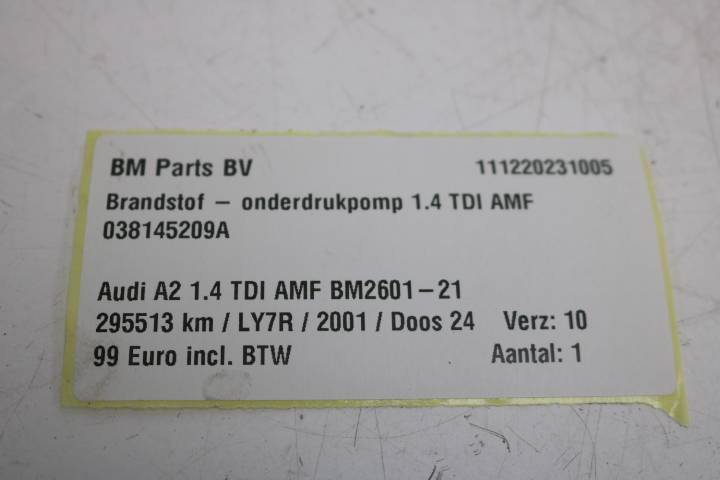 BM Parts BV 111220231005
Brandstof – onderdrukpomp 1.4 TDI AMF
038145209A
Audi A2 1.4 TDI AMF BM2601–21
295513 km / LY7R / 2001 / Doos 24 Verz: 10
99 Euro incl. BTW Aantal: 1